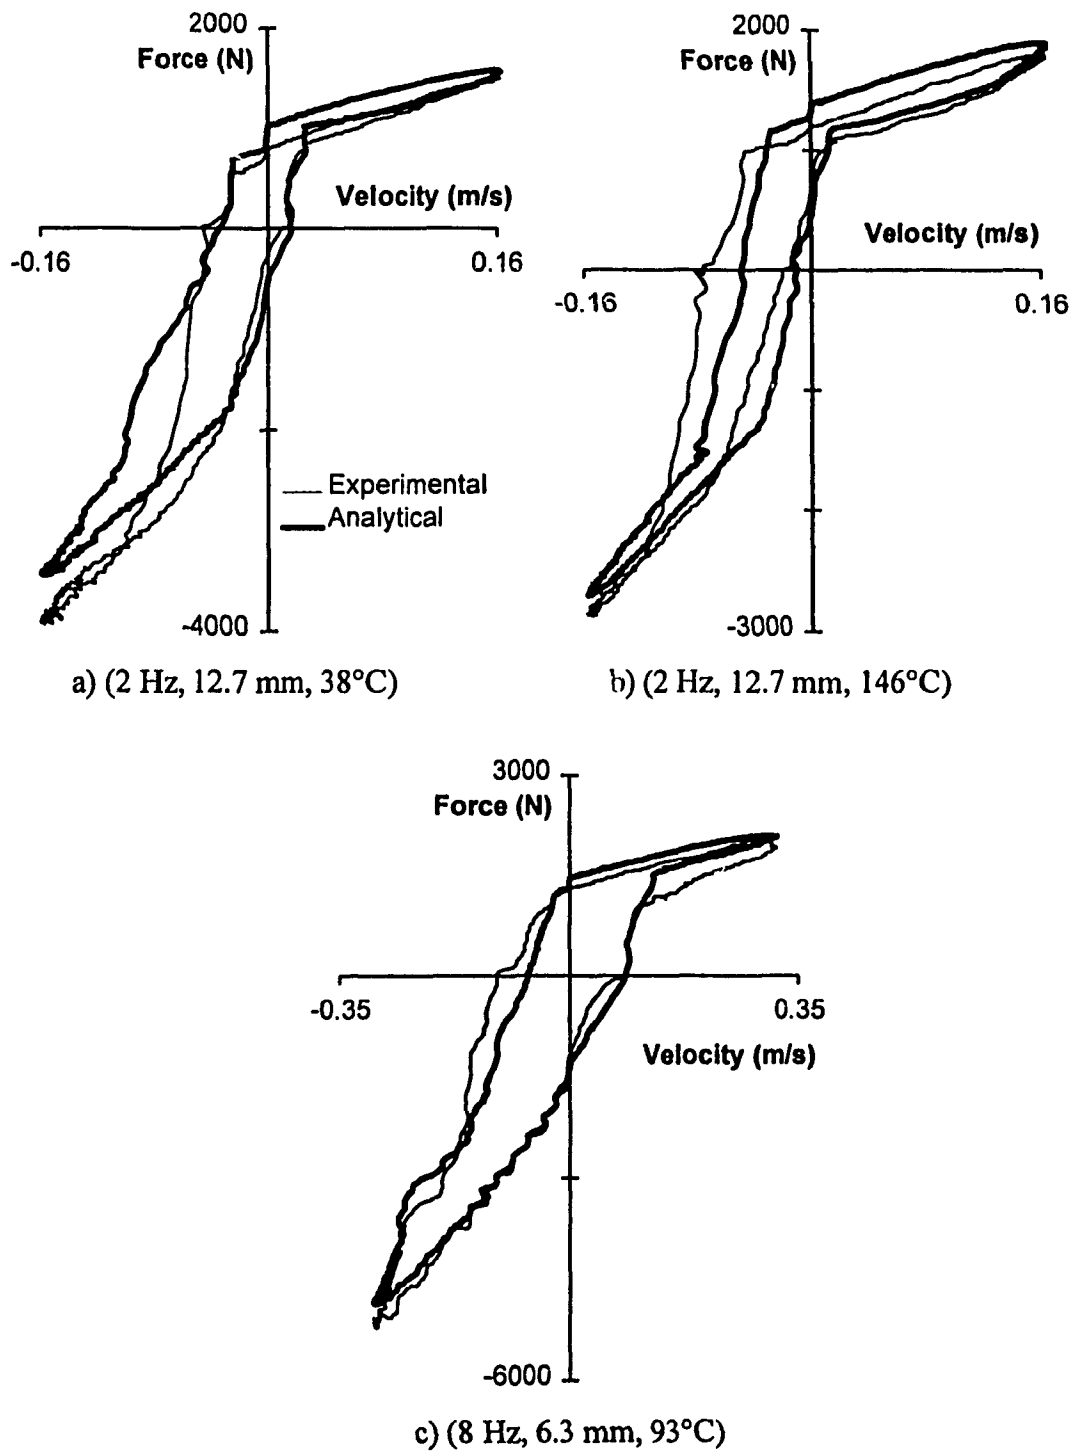 2000
Force (N)
Velocity (m/s)
-0.16
0.16
Experimental
Analytical
-4000
a) (2 Hz, 12.7 mm, 38°C)
2000
Force (N)
Velocity (m/s)
-0.16
0.16
-3000
b) (2 Hz, 12.7 mm, 146°C)
3000
Force (N)
-0.35
0.35
Velocity (m/s)
-6000
c) (8 Hz, 6.3 mm, 93°C)